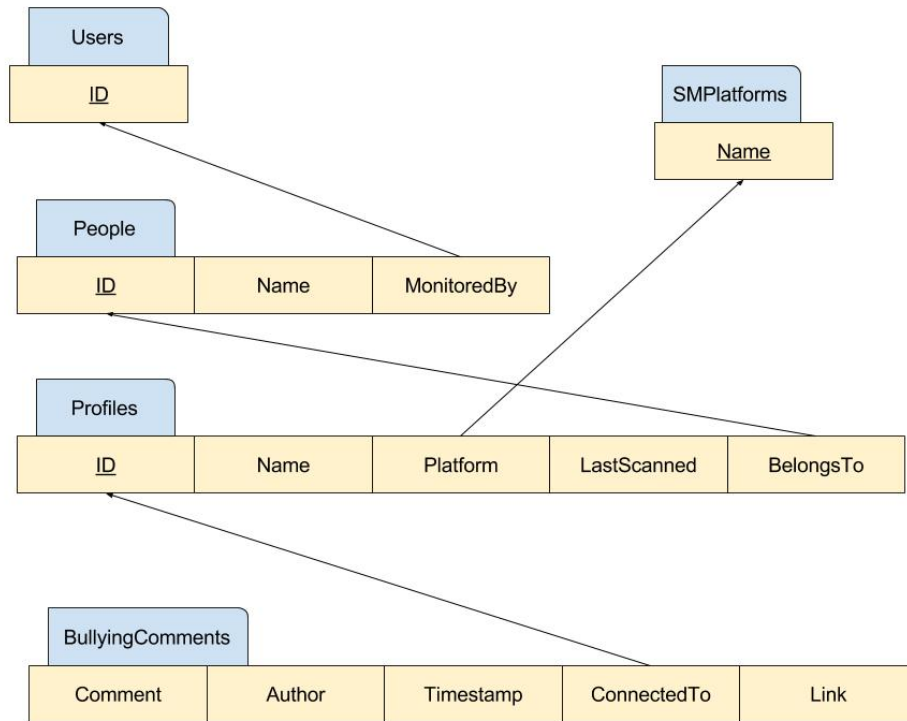 Users
ID
SMPlatforms
Name
People
ID Name MonitoredBy
Profiles
ID Name Platform LastScanned BelongsTo
BullyingComments
Comment Author Timestamp ConnectedTo Link